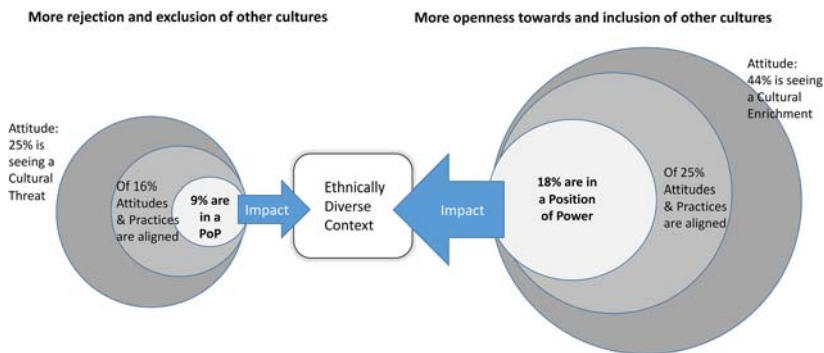 More rejection and exclusion of other cultures
More openness towards and inclusion of other cultures
Attitude:
25% is
seeing a
Cultural
Threat
Of 16%
Attitudes
& Practices
are aligned
9% are
in a
PoP
Impact
Ethnically
Diverse
Context
Impact
18% are in
a Position
of Power
Of 25%
Attitudes
& Practices
are aligned
Attitude:
44% is seeing
a Cultural
Enrichment